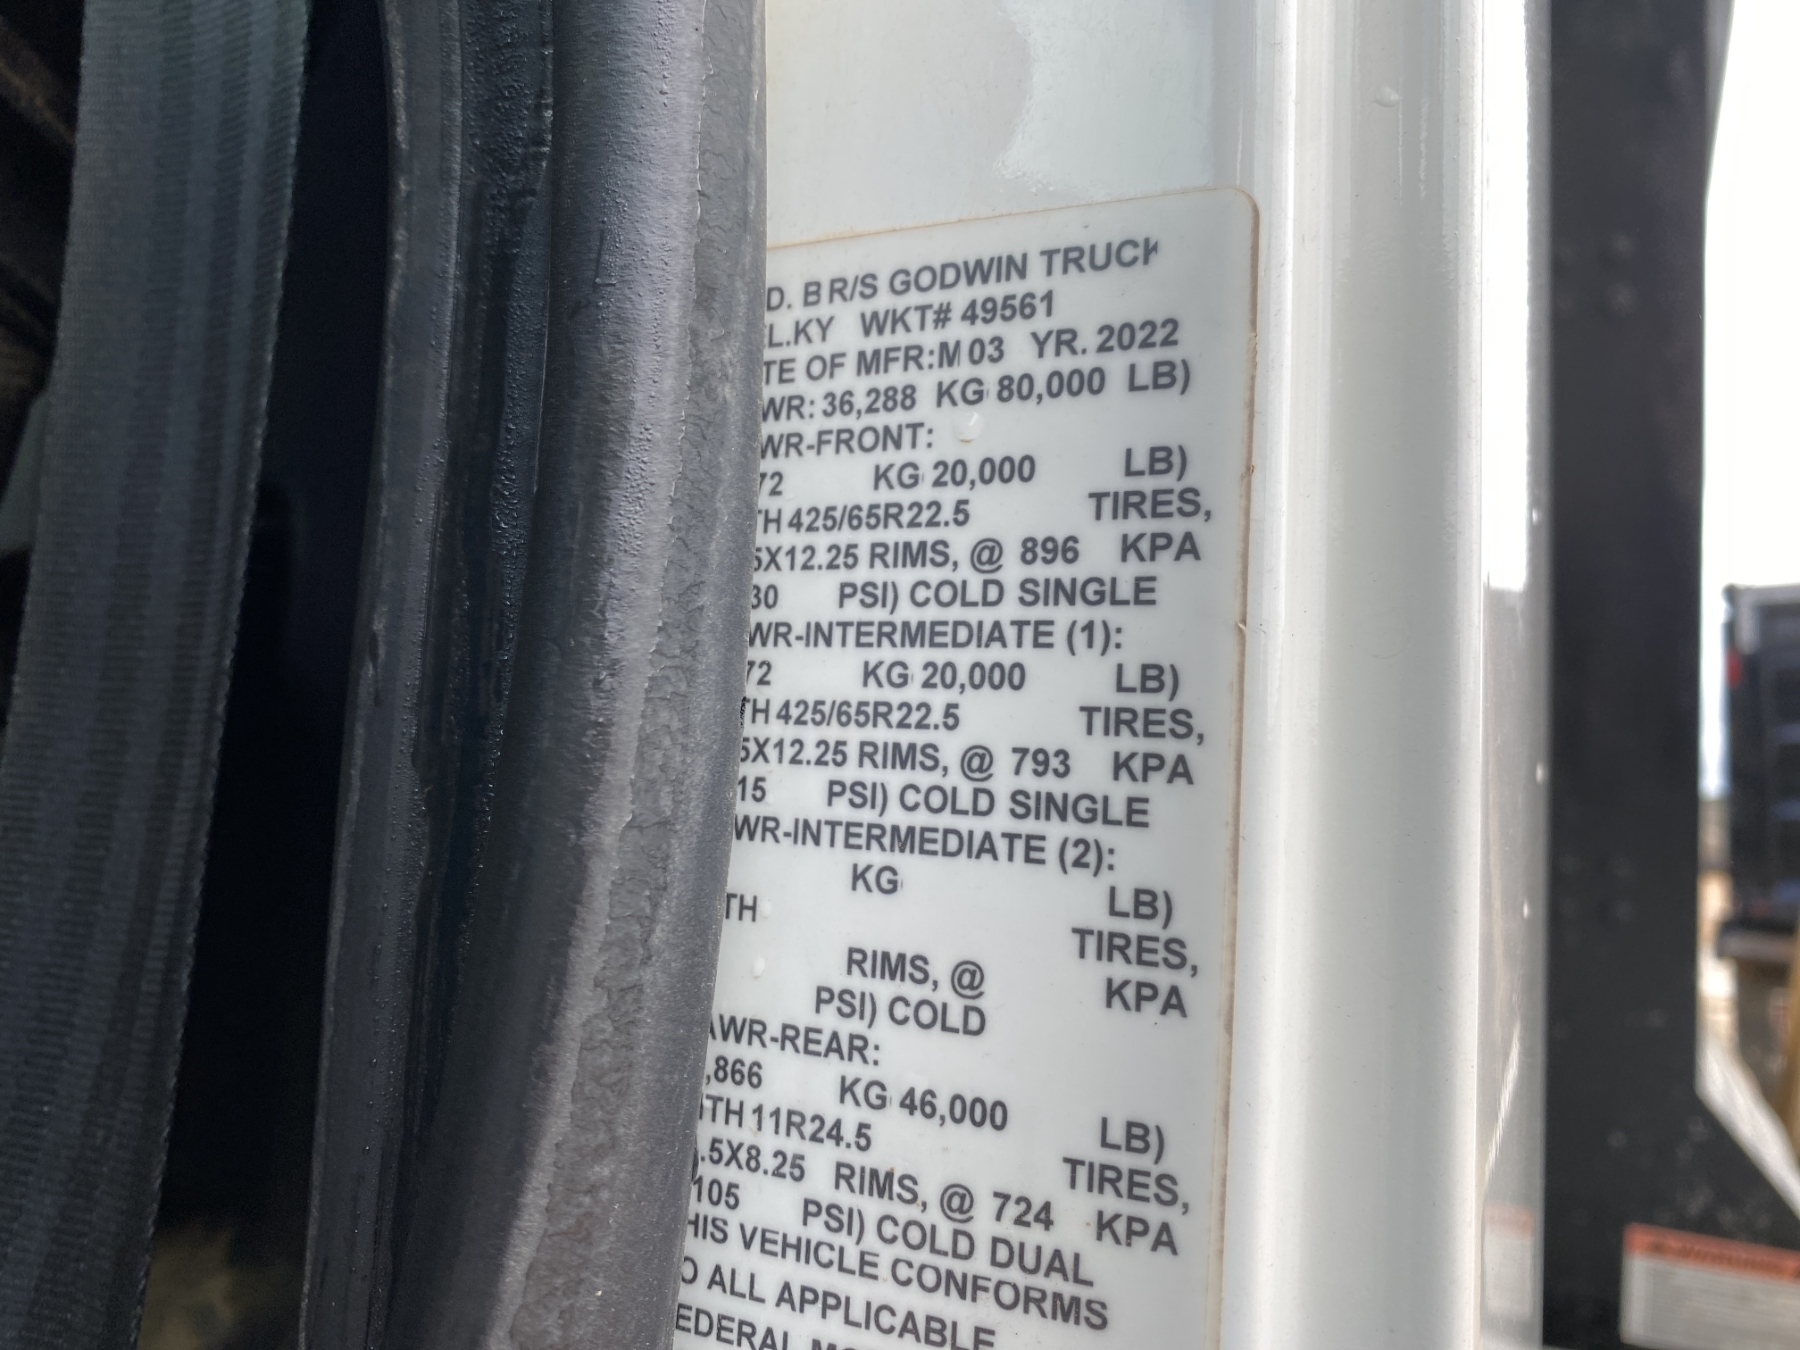 D. BR/S GODWIN TRUCK
L.KY WKT# 49561
TE OF MFR:M 03 YR. 2022
WR: 36,288 KG 80,000 LB)
WR-FRONT:
72 KG 20,000 LB)
TH 425/65R22.5 TIRES,
5X12.25 RIMS, @ 896 KPA
30 PSI) COLD SINGLE
WR-INTERMEDIATE (1):
72 KG 20,000 LB)
TH 425/65R22.5 TIRES,
5X12.25 RIMS, @ 793 KPA
15 PSI) COLD SINGLE
WR-INTERMEDIATE (2):
KG LB)
TH TIRES,
RIMS, @ KPA
PSI) COLD
AWR-REAR:
,866 KG 46,000 LB)
ITH 11R24.5 TIRES,
.5X8.25 RIMS, @ 724 KPA
105 PSI) COLD DUAL
HIS VEHICLE CONFORMS
O ALL APPLICABLE
EDERAL MO